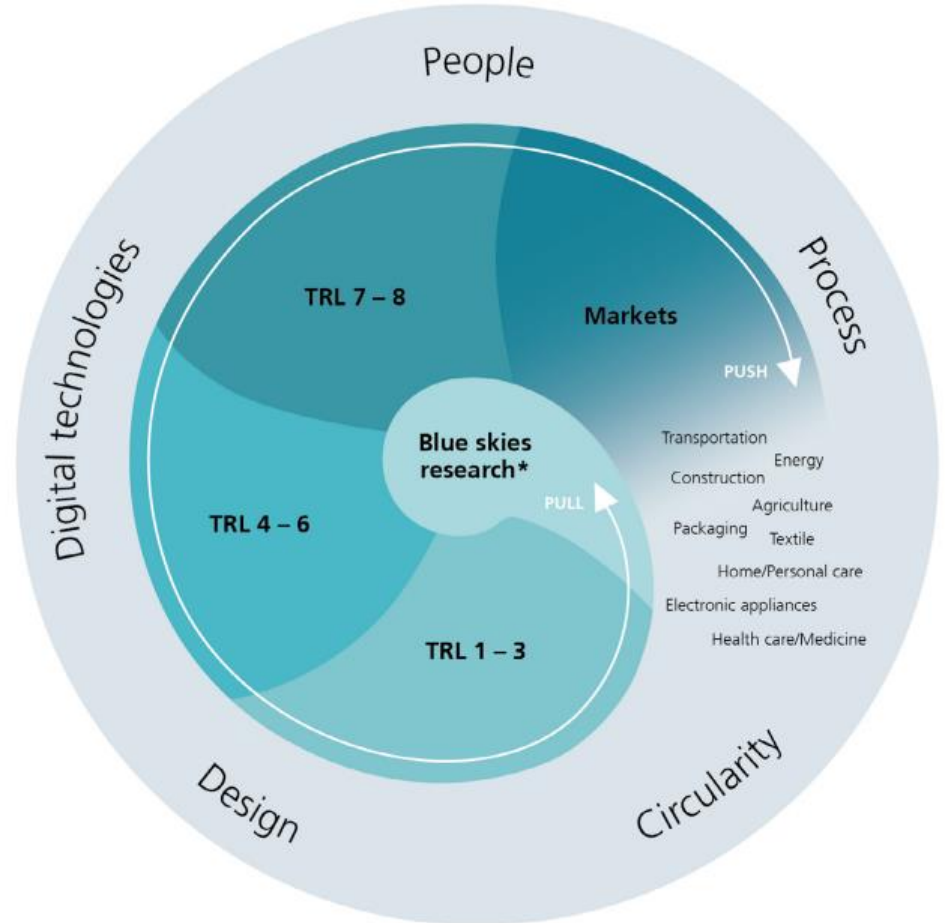 People
Process
Digital technologies
TRL 7 – 8
Markets
PUSH
Blue skies
research*
PULL
TRL 4 – 6
TRL 1 – 3
Transportation
Energy
Construction
Agriculture
Packaging
Textile
Home/Personal care
Electronic appliances
Health care/Medicine
Design
Circularity